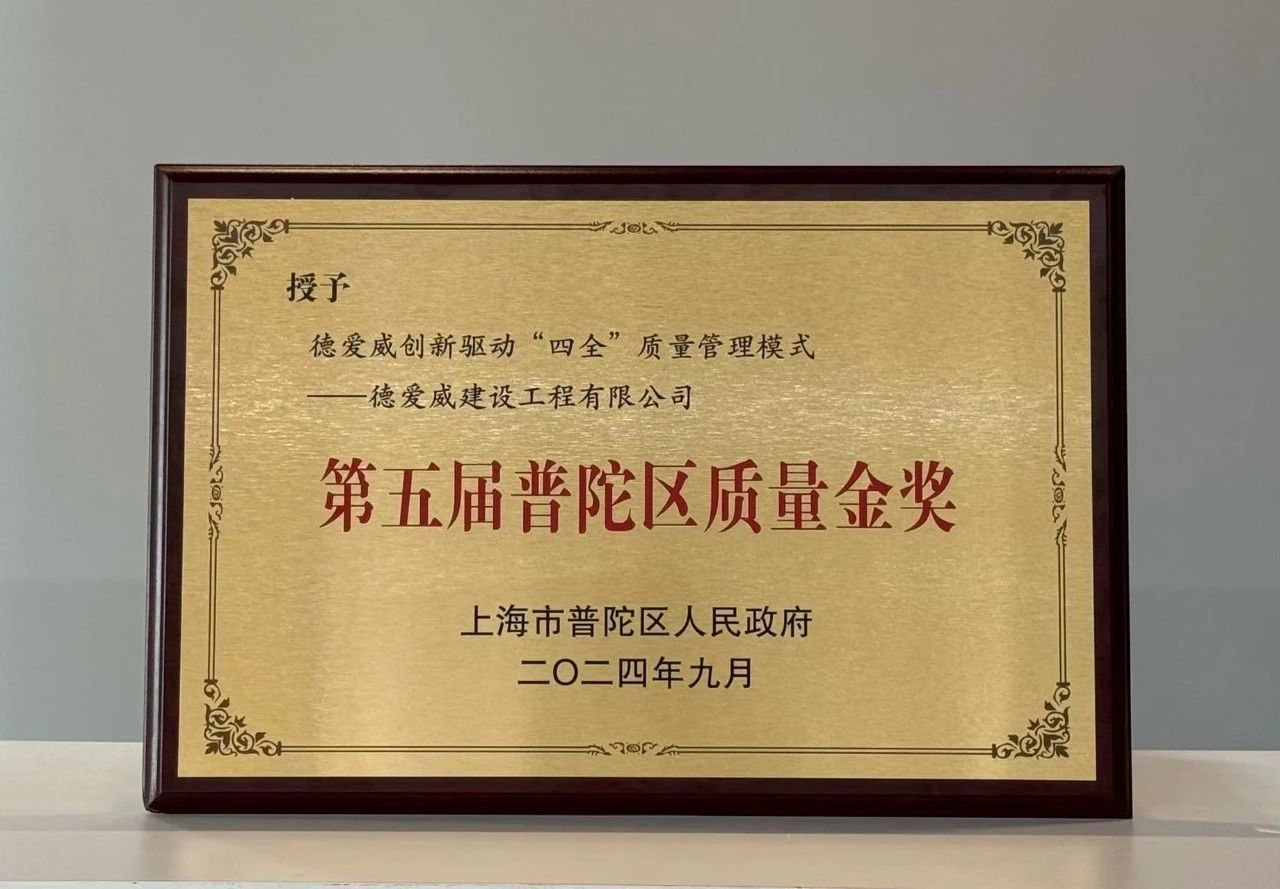 授予
德爱威创新驱动“四全”质量管理模式
——德爱威建设工程有限公司
第五届普陀区质量金奖
上海市普陀区人民政府
二〇二四年九月